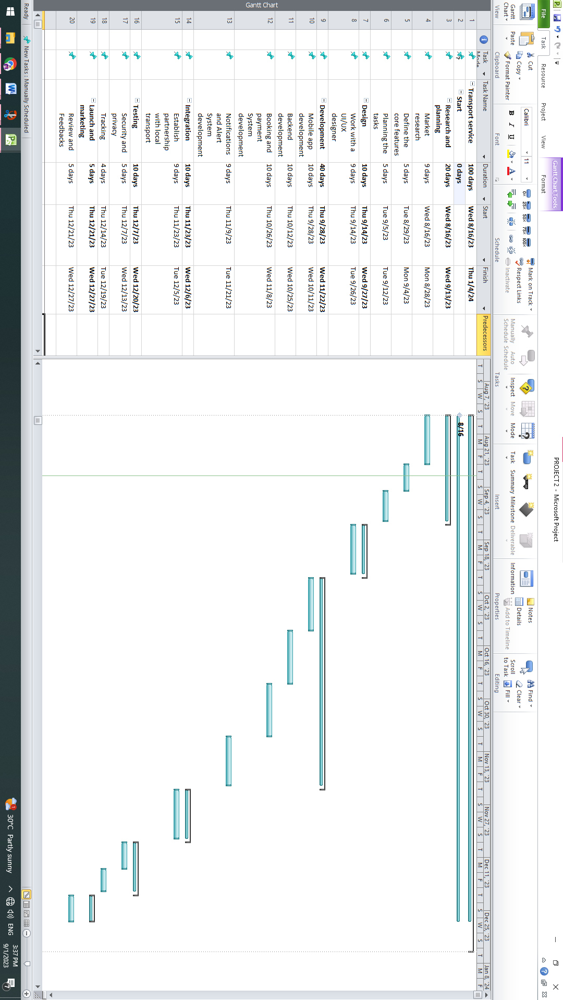 PROJECT 2 - Microsoft Project
Gantt Chart Tools
File Task Resource Project View Format
Gantt Chart
View
Paste
Cut
Copy
Format Painter
Clipboard
Calibri 11
B I U A
Font
0% 25% 50% 75% 100%
Mark on Track
Respect Links
Inactivate
Schedule
Manually Schedule
Auto Schedule
Inspect
Move
Mode
Tasks
Task
Summary
Milestone
Deliverable
Insert
Information
Notes
Details
Add to Timeline
Properties
Scroll to Task
Find
Clear
Fill
Editing
Task Mode Task Name Duration Start Finish Predecessors
Aug 7, '23 Aug 21, '23 Sep 4, '23 Sep 18, '23 Oct 2, '23 Oct 16, '23 Oct 30, '23 Nov 13, '23 Nov 27, '23 Dec 11, '23 Dec 25, '23 Jan 8, '24
T S W S T M F T S W S T M F T S W S T M F T S W S T M F T S W S T M F T S W S T M F
1 Transport service 100 days Wed 8/16/23 Thu 1/4/24
2 Start 0 days
8/16
3 Research and planning 20 days Wed 8/16/23 Wed 9/13/23
4 Market research 9 days Wed 8/16/23 Mon 8/28/23
5 Define the core features 5 days Tue 8/29/23 Mon 9/4/23
6 Planning the tasks 5 days Tue 9/5/23 Tue 9/12/23
7 Design 10 days Thu 9/14/23 Wed 9/27/23
8 Work with a UI/UX designer 9 days Thu 9/14/23 Tue 9/26/23
9 Development 40 days Thu 9/28/23 Wed 11/22/23
10 Mobile app development 10 days Thu 9/28/23 Wed 10/11/23
11 Backend development 10 days Thu 10/12/23 Wed 10/25/23
12 Booking and payment System development 10 days Thu 10/26/23 Wed 11/8/23
13 Notifications and Alert System development 9 days Thu 11/9/23 Tue 11/21/23
14 Integration 10 days Thu 11/23/23 Wed 12/6/23
15 Establish partnership with local transport 9 days Thu 11/23/23 Tue 12/5/23
16 Testing 10 days Thu 12/7/23 Wed 12/20/23
17 Security and privacy 5 days Thu 12/7/23 Wed 12/13/23
18 Tracking 4 days Thu 12/14/23 Tue 12/19/23
19 Launch and marketing 5 days Thu 12/21/23 Wed 12/27/23
20 Review and Feedbacks 5 days Thu 12/21/23 Wed 12/27/23
Gantt Chart
Ready New Tasks : Manually Scheduled
30°C Partly sunny
ENG
3:37 PM
9/1/2023
7